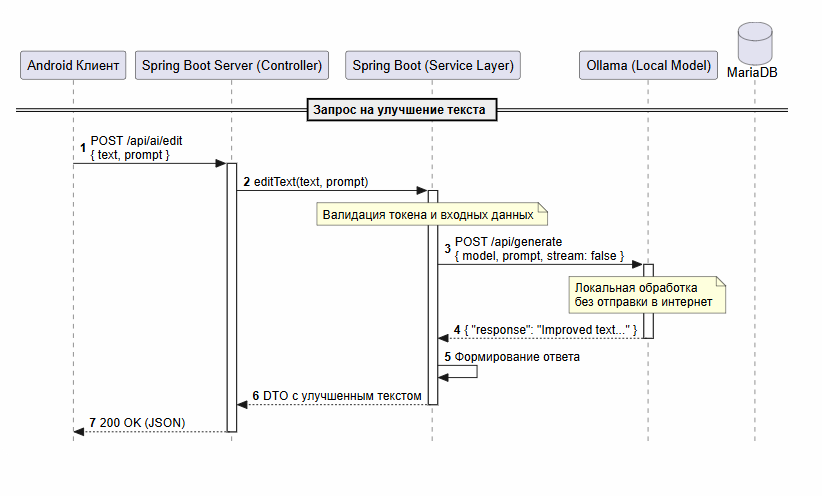 Android Клиент
Spring Boot Server (Controller)
Spring Boot (Service Layer)
Ollama (Local Model)
MariaDB
Запрос на улучшение текста
1 POST /api/ai/edit
{ text, prompt }
2 editText(text, prompt)
Валидация токена и входных данных
3 POST /api/generate
{ model, prompt, stream: false }
Локальная обработка
без отправки в интернет
4 { "response": "Improved text..." }
5 Формирование ответа
6 DTO с улучшенным текстом
7 200 OK (JSON)